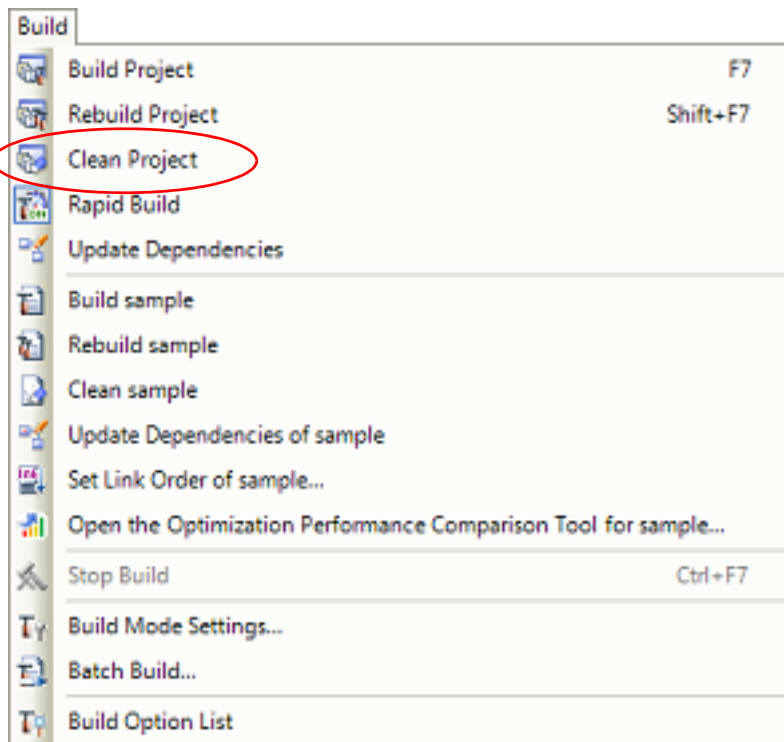 Build
Build Project F7
Rebuild Project Shift+F7
Clean Project
Rapid Build
Update Dependencies
Build sample
Rebuild sample
Clean sample
Update Dependencies of sample
Set Link Order of sample...
Open the Optimization Performance Comparison Tool for sample...
Stop Build Ctrl+F7
Build Mode Settings...
Batch Build...
Build Option List